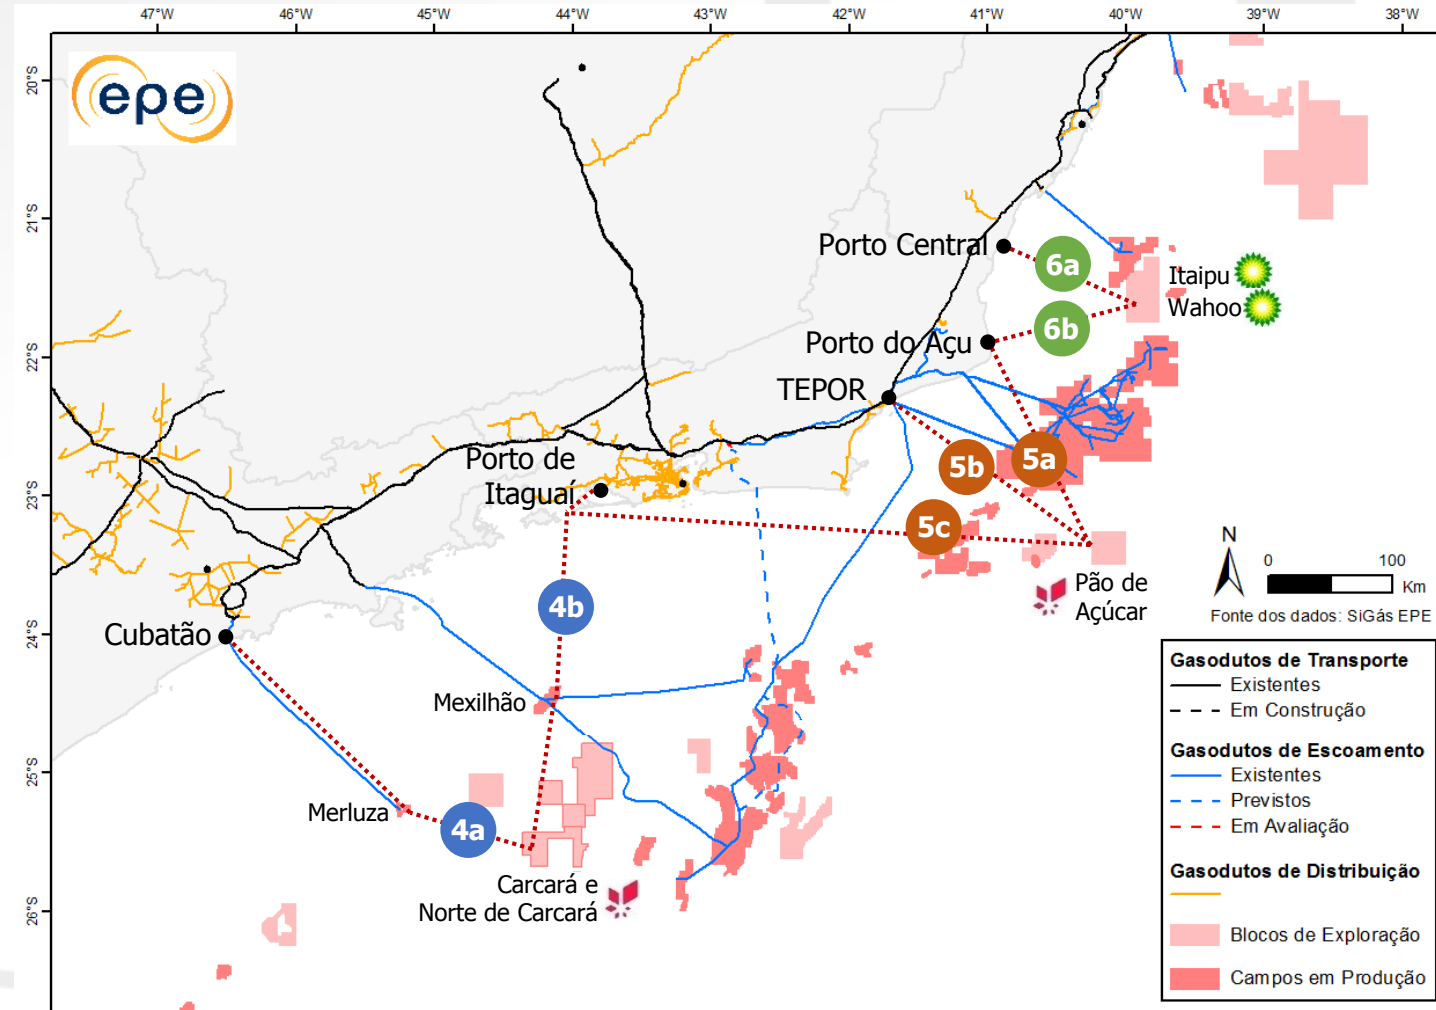 47°W 46°W 45°W 44°W 43°W 42°W 41°W 40°W 39°W 38°W
20°S
epe
21°S
Porto Central
6a
Itaipu
Wahoo
6b
Porto do Açu
22°S
TEPOR
Porto de
Itaguaí
5b
5a
23°S
5c
Pão de
Açúcar
N
0 100
Km
Fonte dos dados: SiGás EPE
4b
24°S
Cubatão
Mexilhão
25°S
Merluza
4a
Carcará e
Norte de Carcará
26°S
Gasodutos de Transporte
Existentes
Em Construção
Gasodutos de Escoamento
Existentes
Previstos
Em Avaliação
Gasodutos de Distribuição
Blocos de Exploração
Campos em Produção